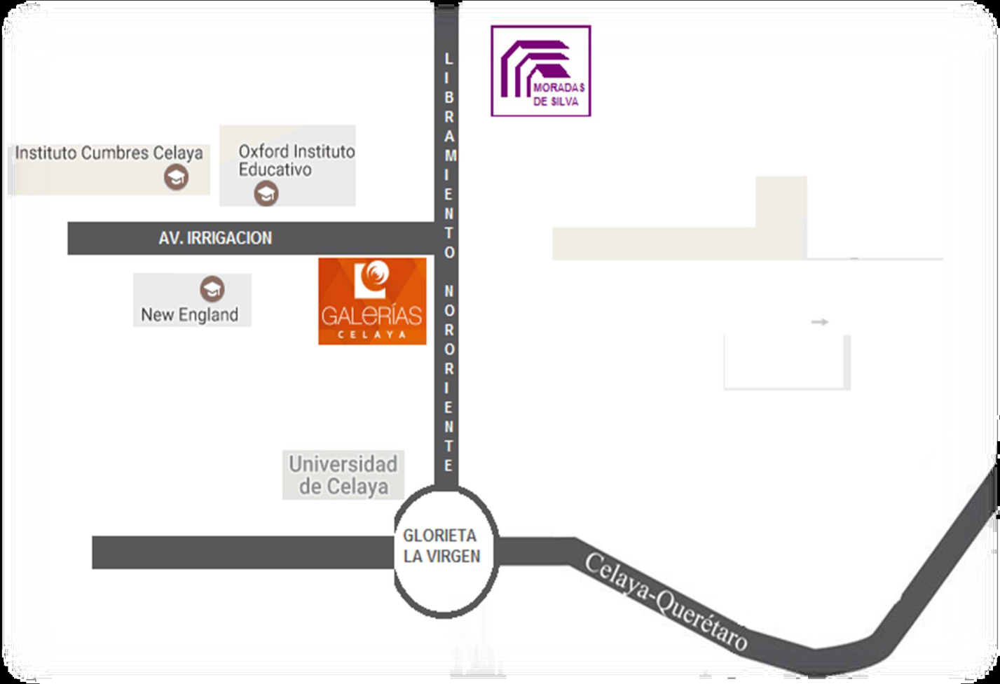 MORADAS
DE SILVA
LIBRAMIENTO NORORIENTE
Instituto Cumbres Celaya
Oxford Instituto
Educativo
AV. IRRIGACION
New England
GALERÍAS
CELAYA
Universidad
de Celaya
GLORIETA
LA VIRGEN
Celaya-Querétaro